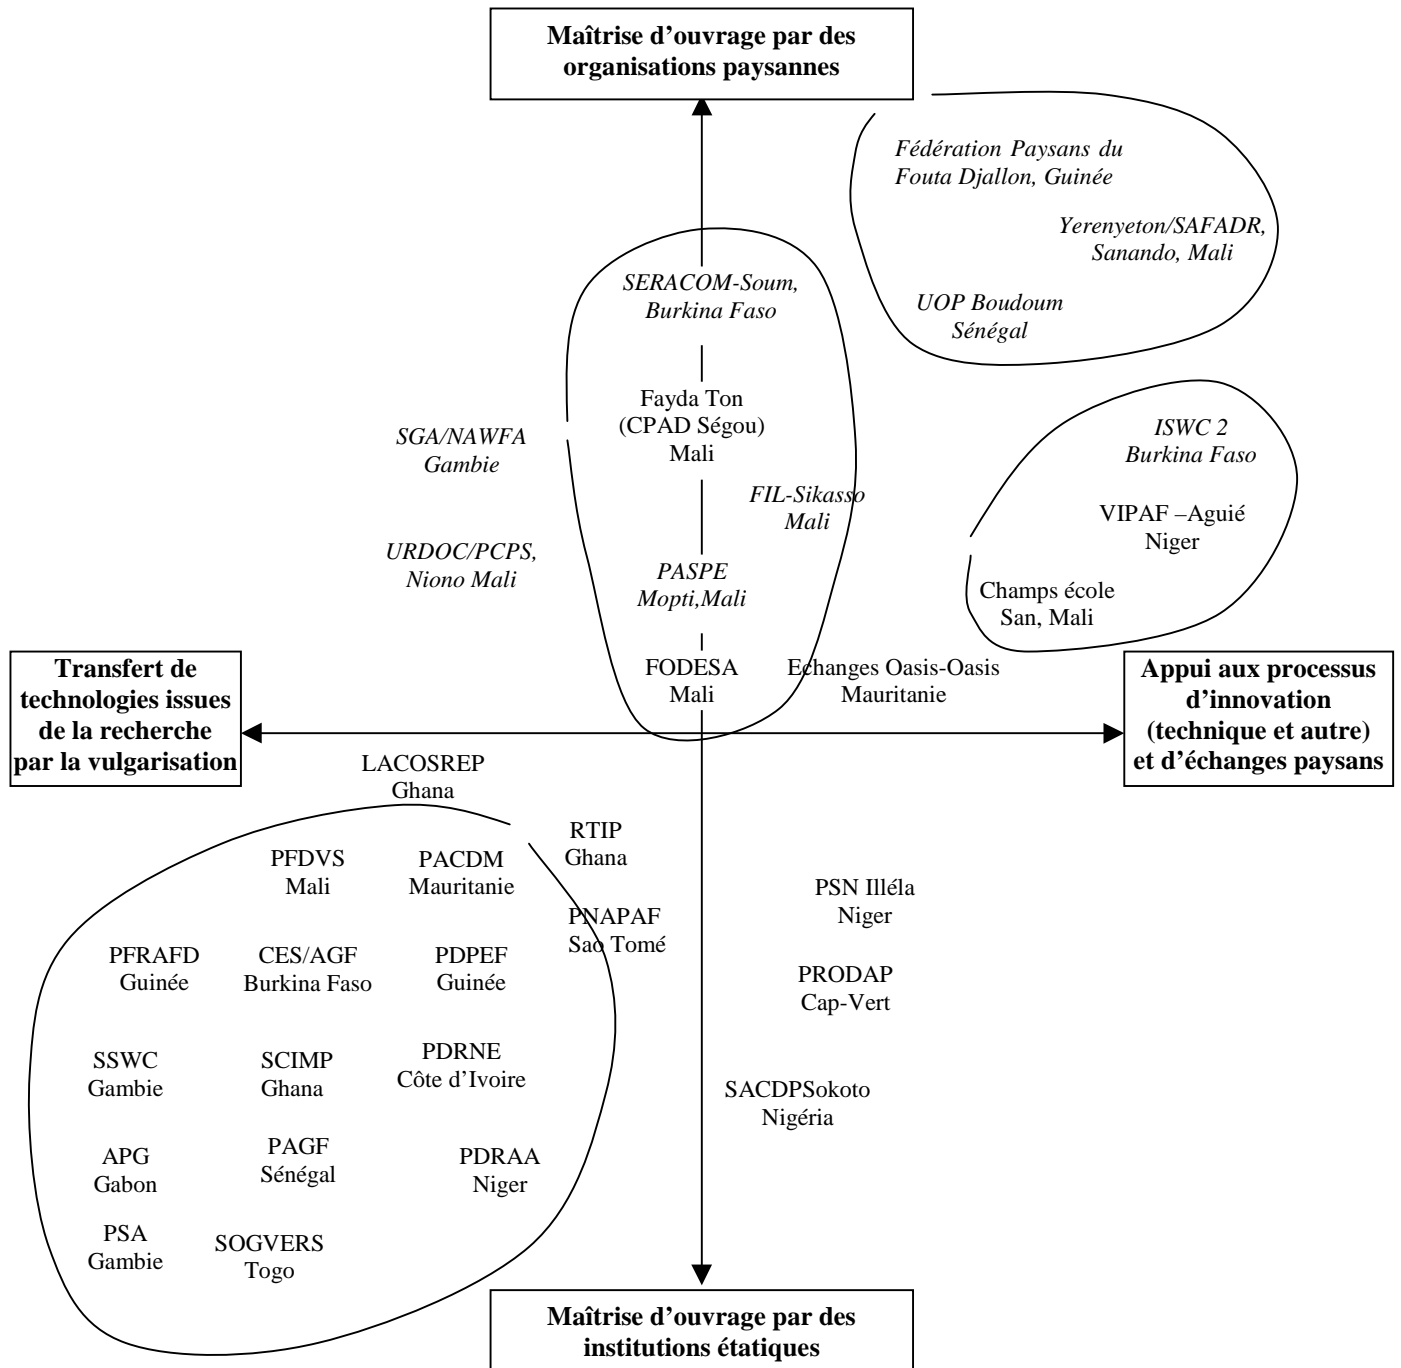 Maîtrise d’ouvrage par des
organisations paysannes
Fédération Paysans du
Fouta Djallon, Guinée
Yerenyeton/SAFADR,
Sanando, Mali
SERACOM-Soum,
Burkina Faso
UOP Boudoum
Sénégal
Fayda Ton
(CPAD Ségou)
Mali
SGA/NAWFA
Gambie
ISWC 2
Burkina Faso
FIL-Sikasso
Mali
VIPAF –Aguié
Niger
URDOC/PCPS,
Niono Mali
PASPE
Mopti,Mali
Champs école
San, Mali
FODESA
Mali
Echanges Oasis-Oasis
Mauritanie
Transfert de
technologies issues
de la recherche
par la vulgarisation
Appui aux processus
d’innovation
(technique et autre)
et d’échanges paysans
LACOSREP
Ghana
RTIP
Ghana
PFDVS
Mali
PACDM
Mauritanie
PSN Illéla
Niger
PNAPAF
Sao Tomé
PFRAFD
Guinée
CES/AGF
Burkina Faso
PDPEF
Guinée
PRODAP
Cap-Vert
SSWC
Gambie
SCIMP
Ghana
PDRNE
Côte d’Ivoire
SACDPSokoto
Nigéria
APG
Gabon
PAGF
Sénégal
PDRAA
Niger
PSA
Gambie
SOGVERS
Togo
Maîtrise d’ouvrage par des
institutions étatiques